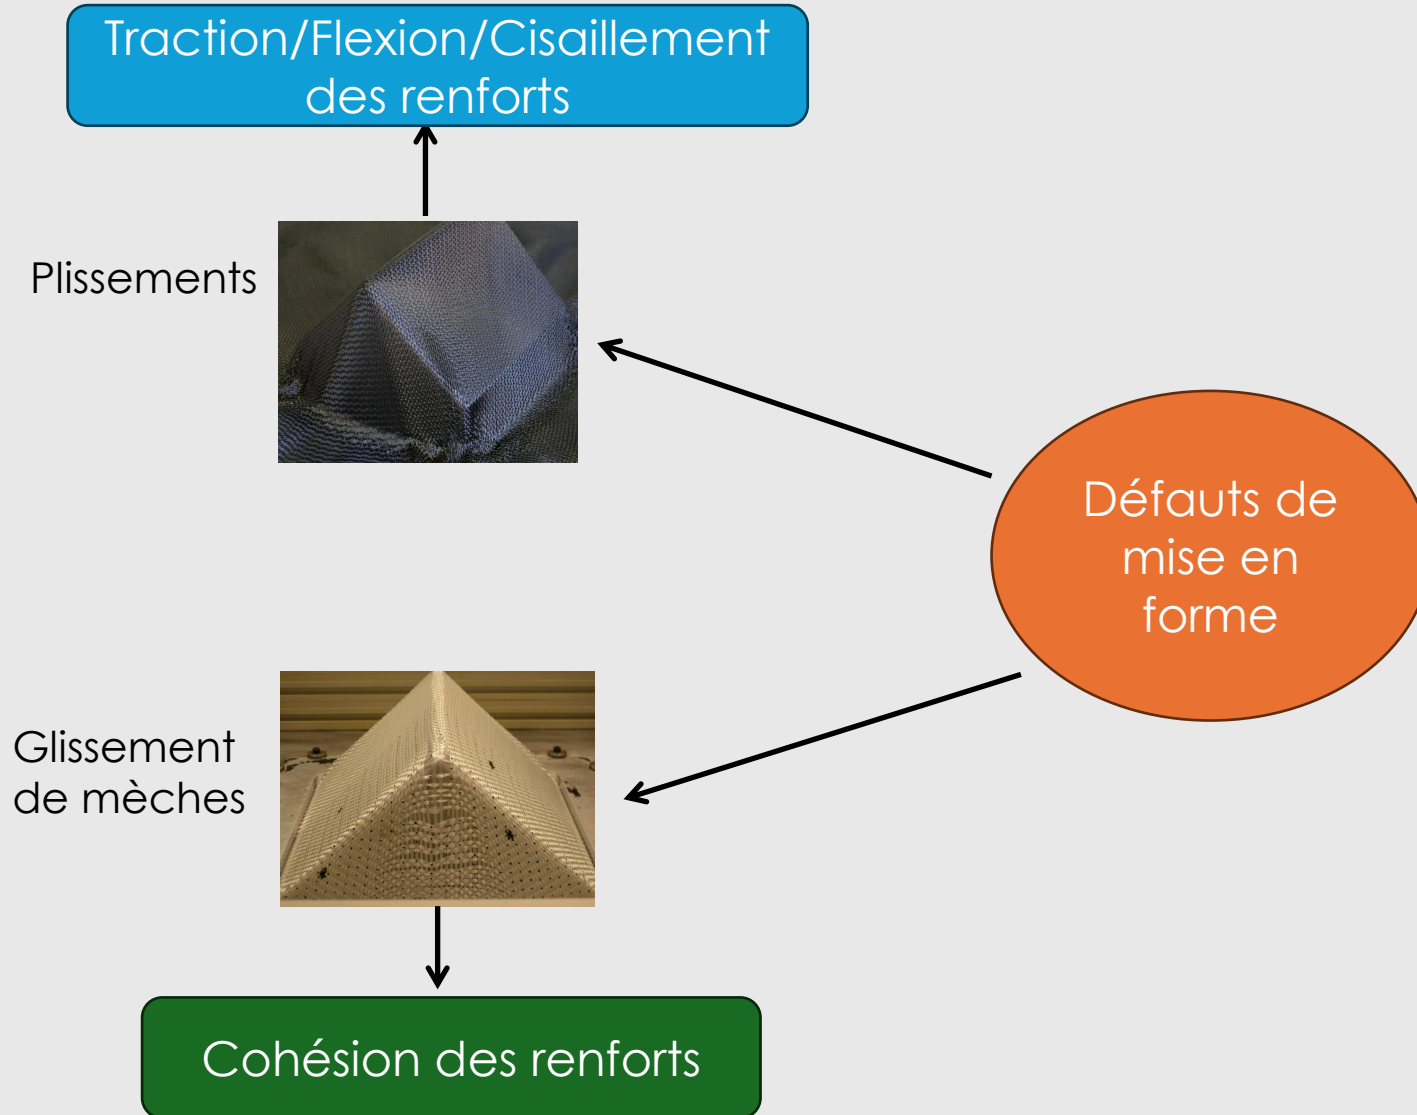 Traction/Flexion/Cisaillement
des renforts
Plissements
Défauts de
mise en
forme
Glissement
de mèches
Cohésion des renforts